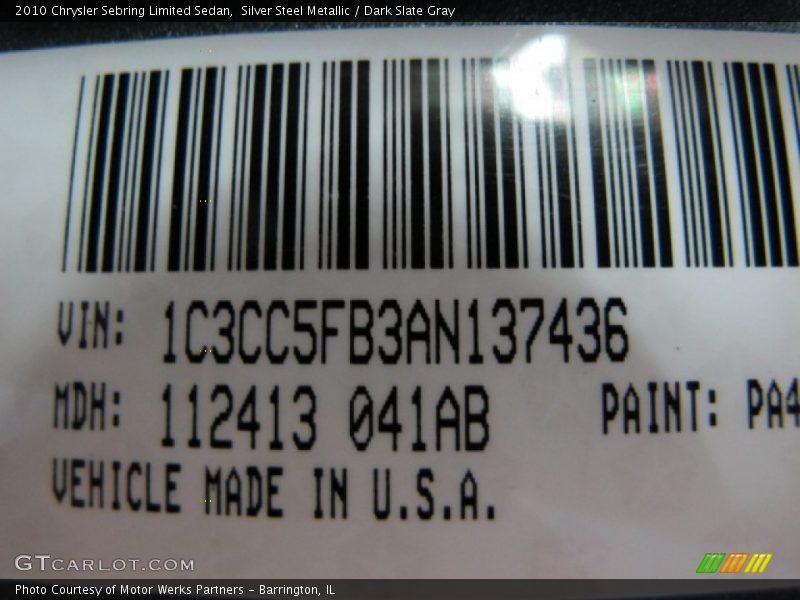 2010 Chrysler Sebring Limited Sedan,  Silver Steel Metallic / Dark Slate Gray
VIN: 1C3CC5FB3AN137436
MDH: 112413 041AB PAINT: PA4
VEHICLE MADE IN U.S.A.
GTCARLOT.COM
Photo Courtesy of Motor Werks Partners - Barrington, IL